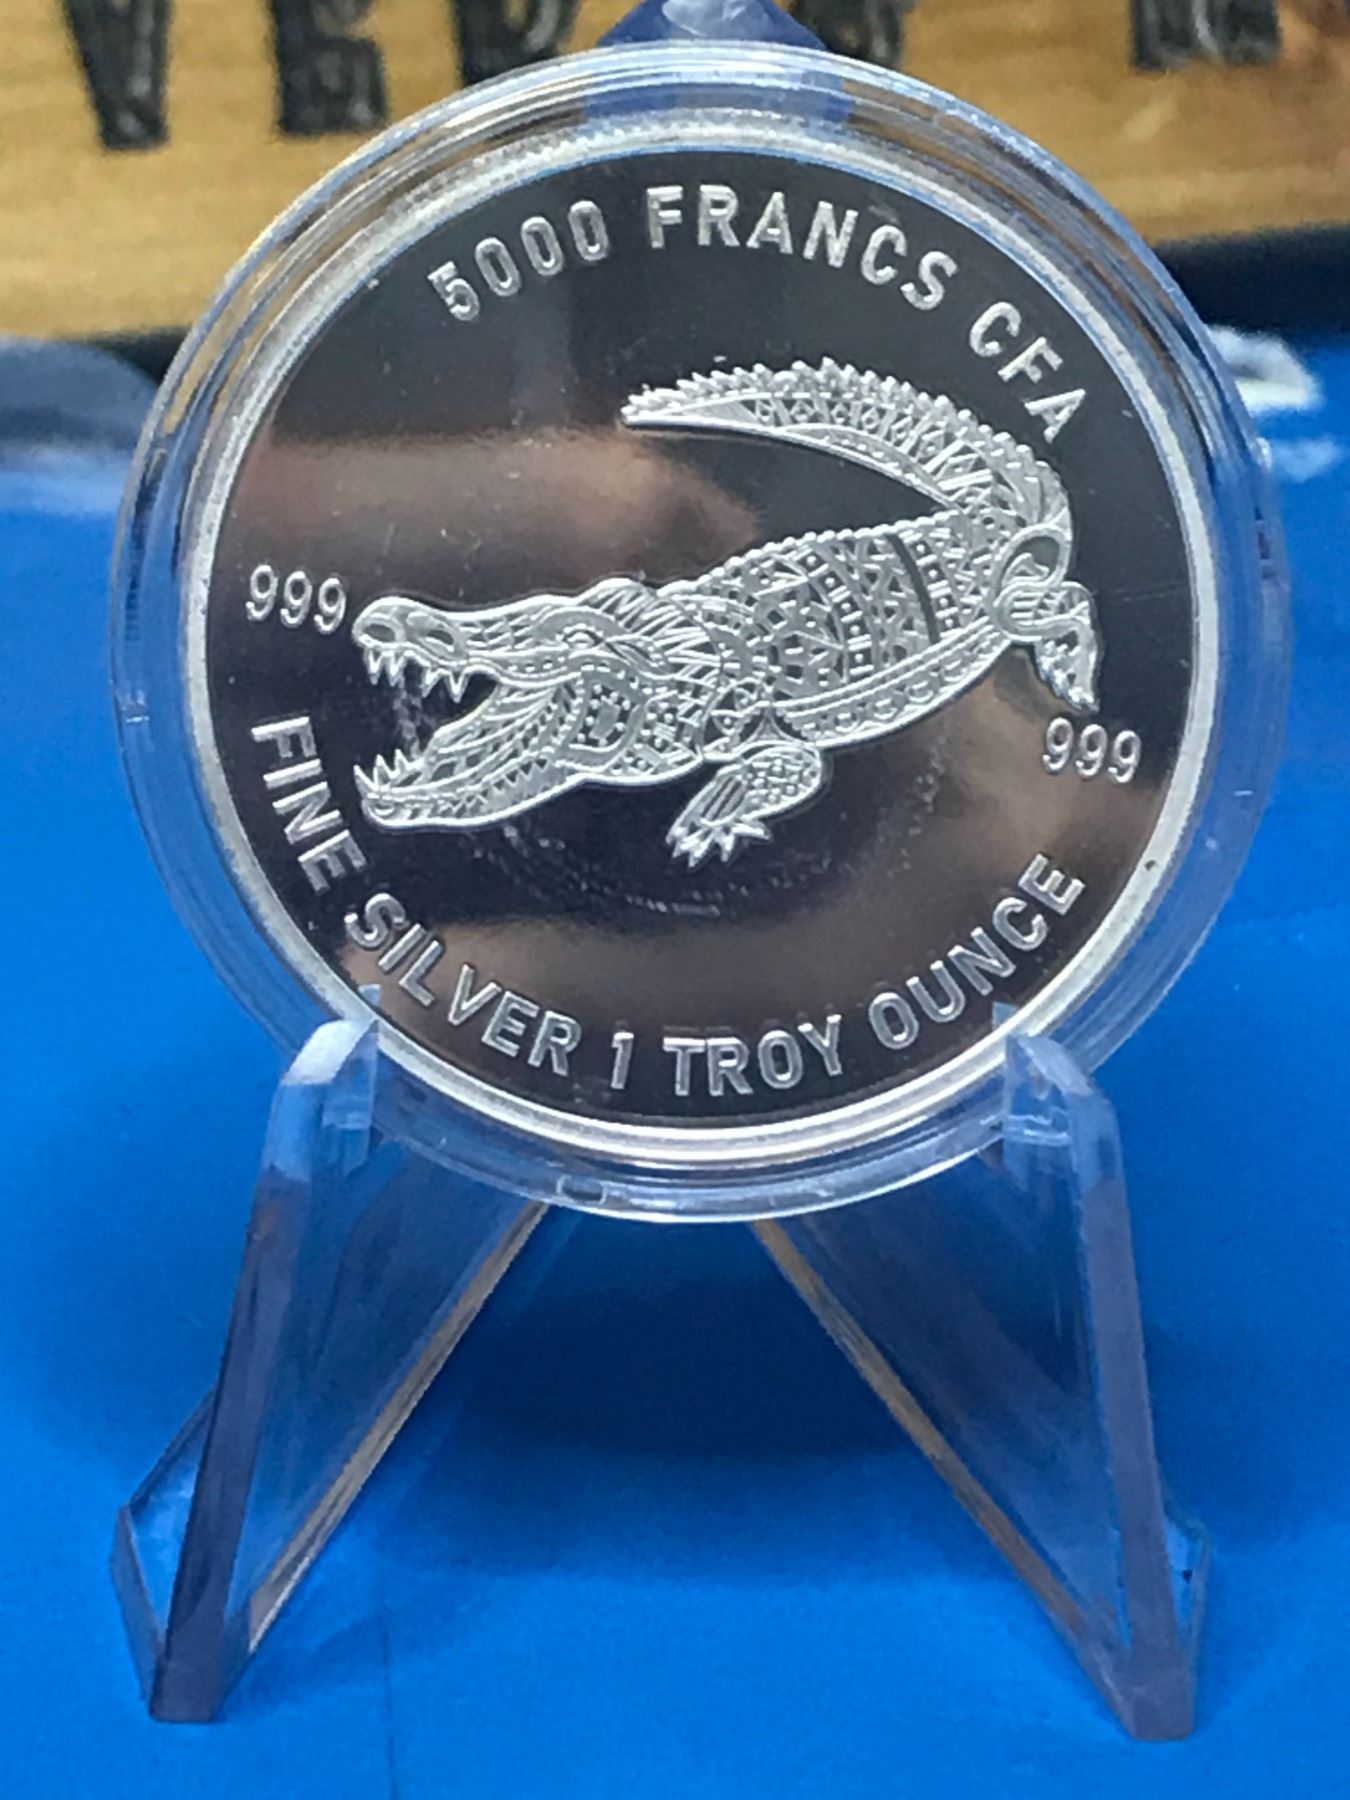 5000 FRANCS CFA
999
999
FINE SILVER 1 TROY OUNCE